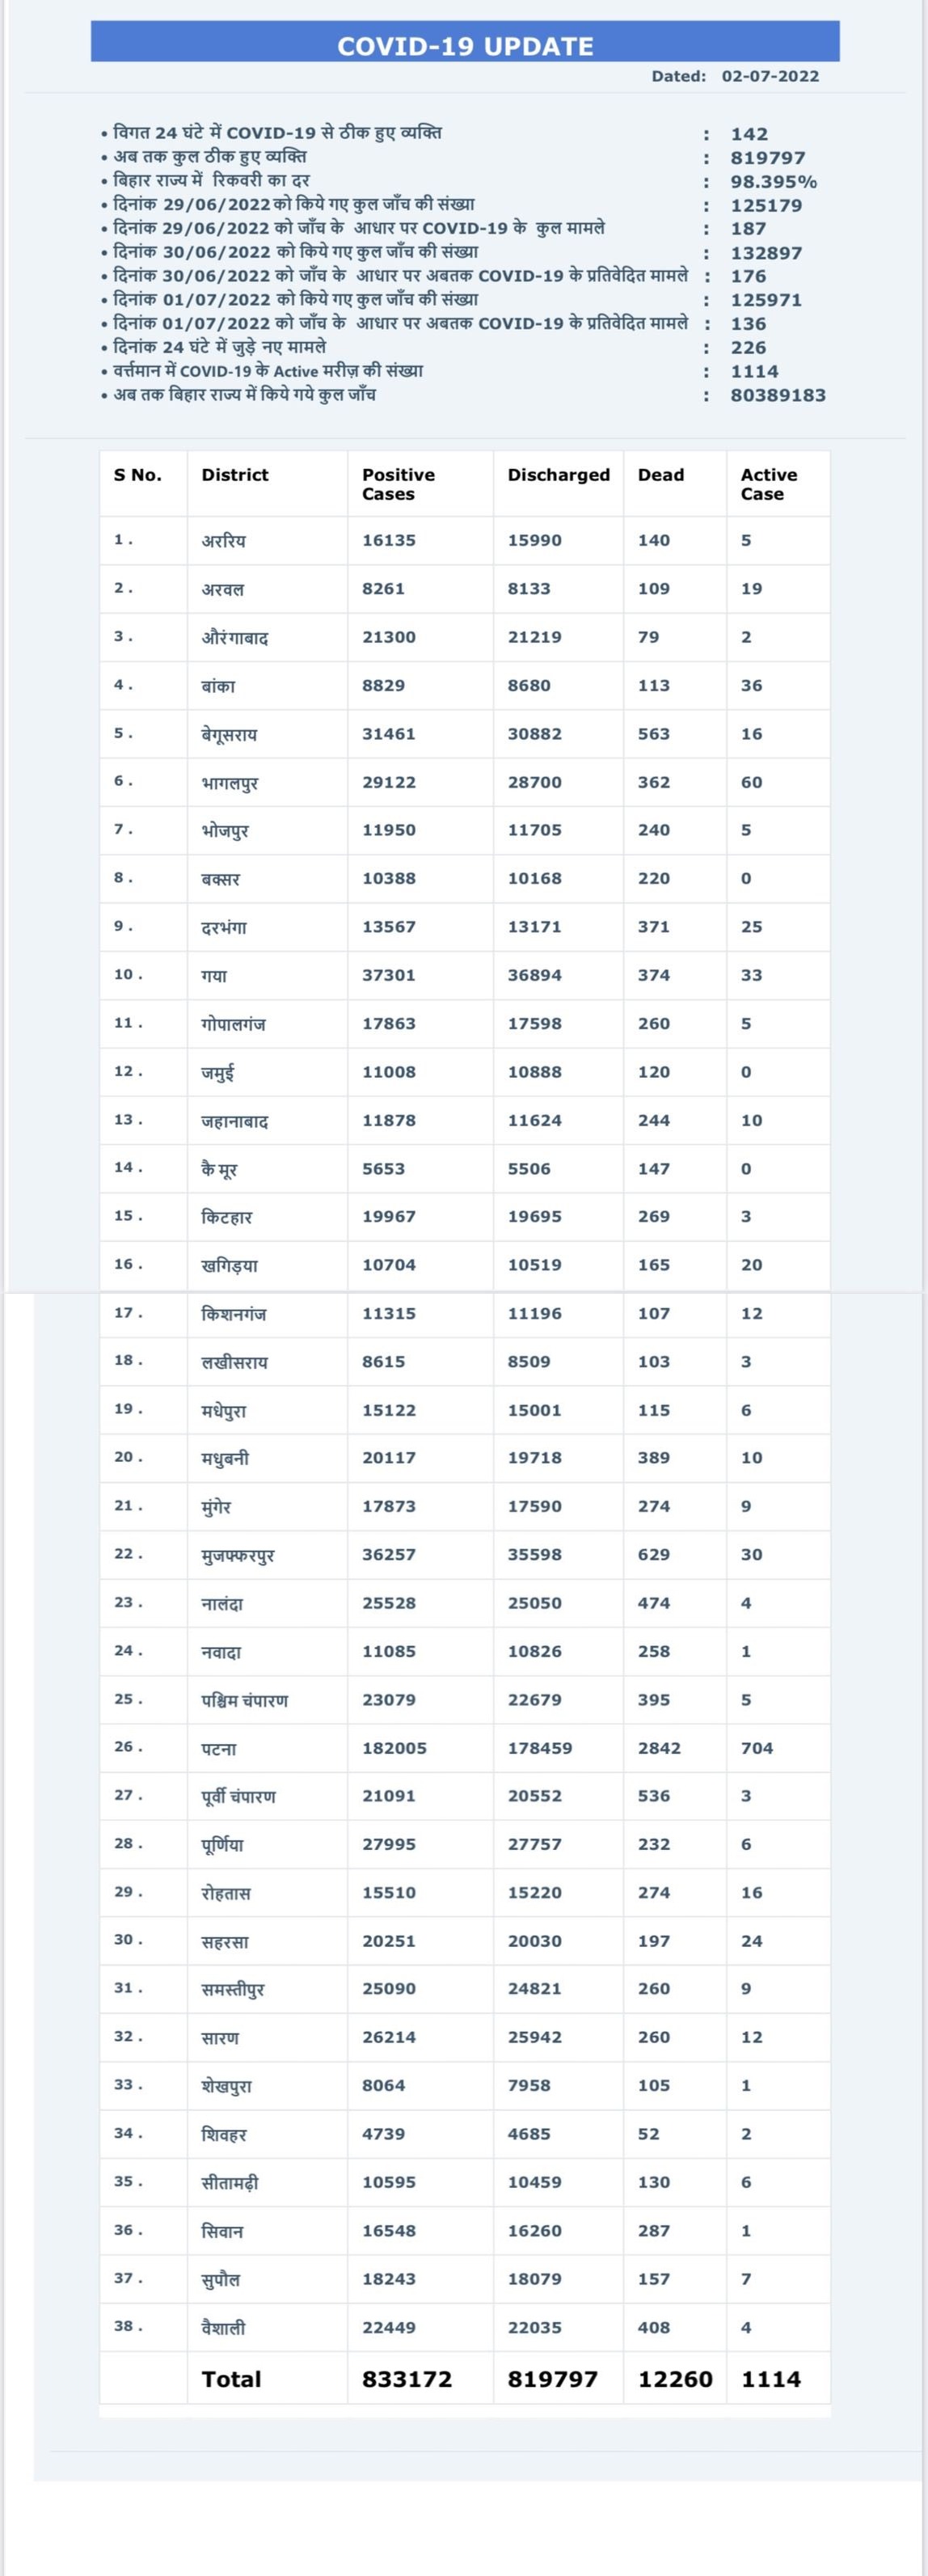 COVID-19 UPDATE
Dated: 02-07-2022
• विगत 24 घंटे में COVID-19 से ठीक हुए व्यक्ति : 142
• अब तक कुल ठीक हुए व्यक्ति : 819797
• बिहार राज्य में रिकवरी का दर : 98.395%
• दिनांक 29/06/2022 को किये गए कुल जाँच की संख्या : 125179
• दिनांक 29/06/2022 को जाँच के आधार पर COVID-19 के कुल मामले : 187
• दिनांक 30/06/2022 को किये गए कुल जाँच की संख्या : 132897
• दिनांक 30/06/2022 को जाँच के आधार पर अबतक COVID-19 के प्रतिवेदित मामले : 176
• दिनांक 01/07/2022 को किये गए कुल जाँच की संख्या : 125971
• दिनांक 01/07/2022 को जाँच के आधार पर अबतक COVID-19 के प्रतिवेदित मामले : 136
• दिनांक 24 घंटे में जुड़े नए मामले : 226
• वर्त्तमान में COVID-19 के Active मरीज़ की संख्या : 1114
• अब तक बिहार राज्य में किये गये कुल जाँच : 80389183
S No. District Positive Cases Discharged Dead Active Case
1 . अररिय 16135 15990 140 5
2 . अरवल 8261 8133 109 19
3 . औरंगाबाद 21300 21219 79 2
4 . बांका 8829 8680 113 36
5 . बेगूसराय 31461 30882 563 16
6 . भागलपुर 29122 28700 362 60
7 . भोजपुर 11950 11705 240 5
8 . बक्सर 10388 10168 220 0
9 . दरभंगा 13567 13171 371 25
10 . गया 37301 36894 374 33
11 . गोपालगंज 17863 17598 260 5
12 . जमुई 11008 10888 120 0
13 . जहानाबाद 11878 11624 244 10
14 . कैमूर 5653 5506 147 0
15 . किटहार 19967 19695 269 3
16 . खगिड़या 10704 10519 165 20
17 . किशनगंज 11315 11196 107 12
18 . लखीसराय 8615 8509 103 3
19 . मधेपुरा 15122 15001 115 6
20 . मधुबनी 20117 19718 389 10
21 . मुंगेर 17873 17590 274 9
22 . मुजफ्फरपुर 36257 35598 629 30
23 . नालंदा 25528 25050 474 4
24 . नवादा 11085 10826 258 1
25 . पश्चिम चंपारण 23079 22679 395 5
26 . पटना 182005 178459 2842 704
27 . पूर्वी चंपारण 21091 20552 536 3
28 . पूर्णिया 27995 27757 232 6
29 . रोहतास 15510 15220 274 16
30 . सहरसा 20251 20030 197 24
31 . समस्तीपुर 25090 24821 260 9
32 . सारण 26214 25942 260 12
33 . शेखपुरा 8064 7958 105 1
34 . शिवहर 4739 4685 52 2
35 . सीतामढ़ी 10595 10459 130 6
36 . सिवान 16548 16260 287 1
37 . सुपौल 18243 18079 157 7
38 . वैशाली 22449 22035 408 4
Total 833172 819797 12260 1114